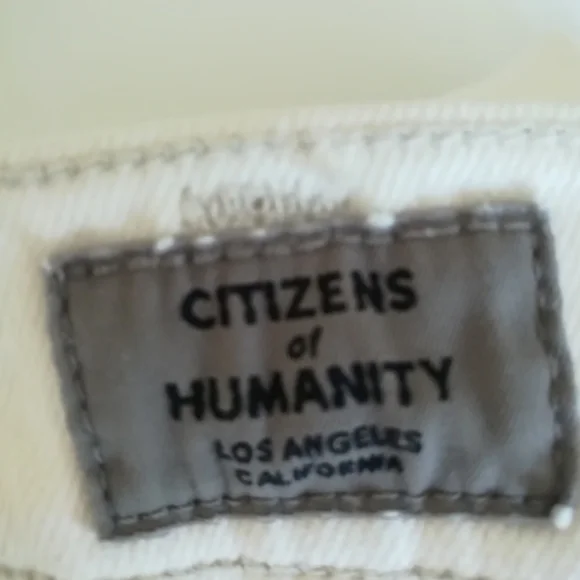 CITIZENS
of
HUMANITY
LOS ANGELES
CALIFORNIA